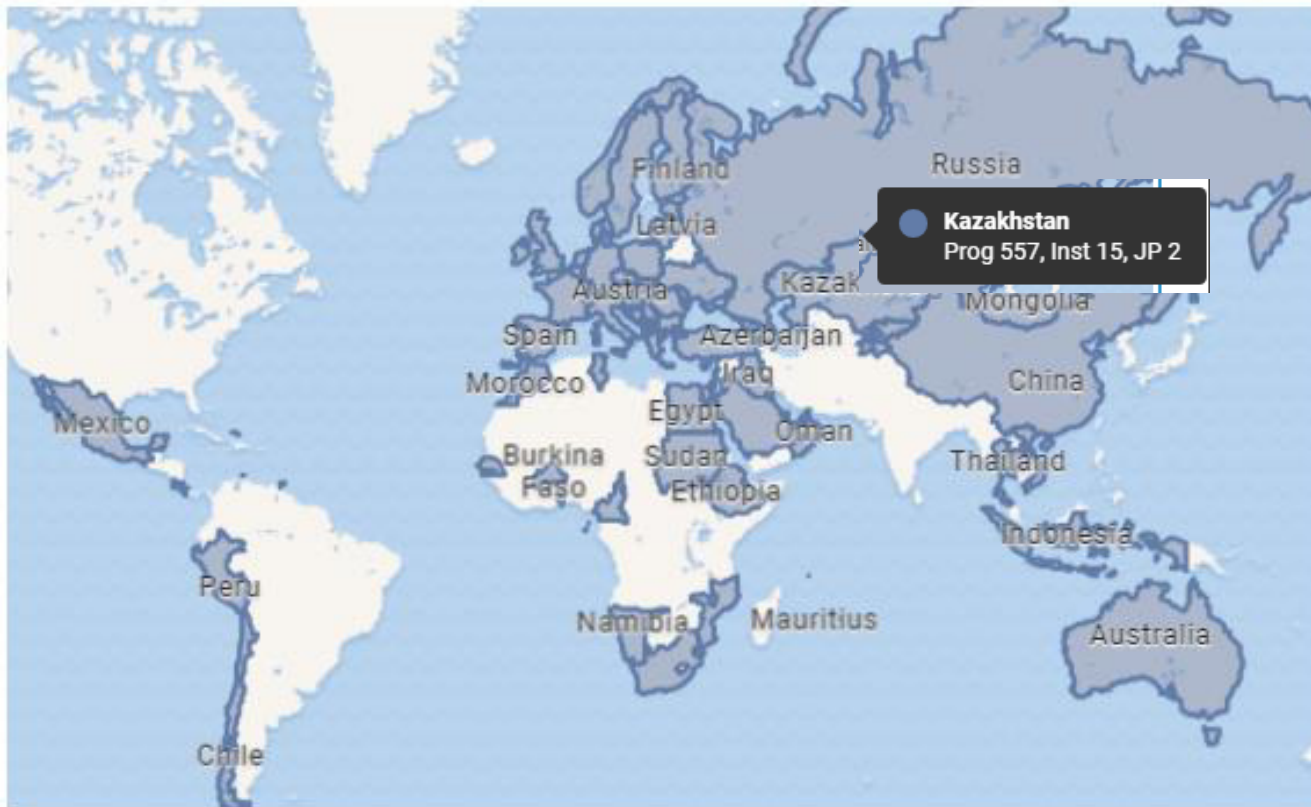 Finland
Russia
Latvia
Kazakhstan
Prog 557, Inst 15, JP 2
Kazak
Austria
Mongolia
Spain
Azerbaijan
Iraq
Morocco
China
Egypt
Mexico
Oman
Burkina
Faso
Sudan
Thailand
Ethiopia
Indonesia
Peru
Namibia
Mauritius
Australia
Chile